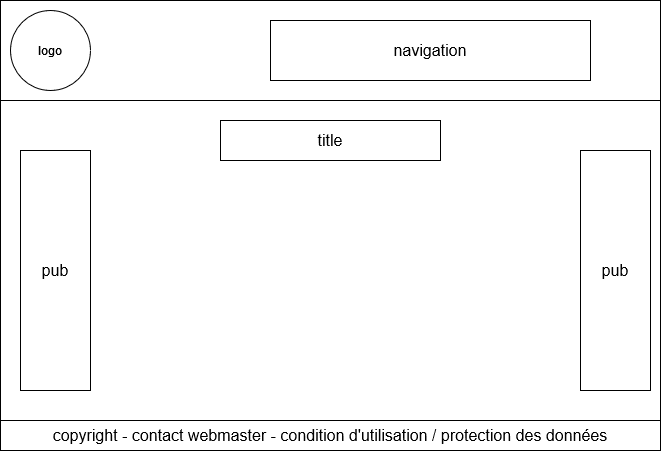 logo
navigation
title
pub
pub
copyright - contact webmaster - condition d'utilisation / protection des données